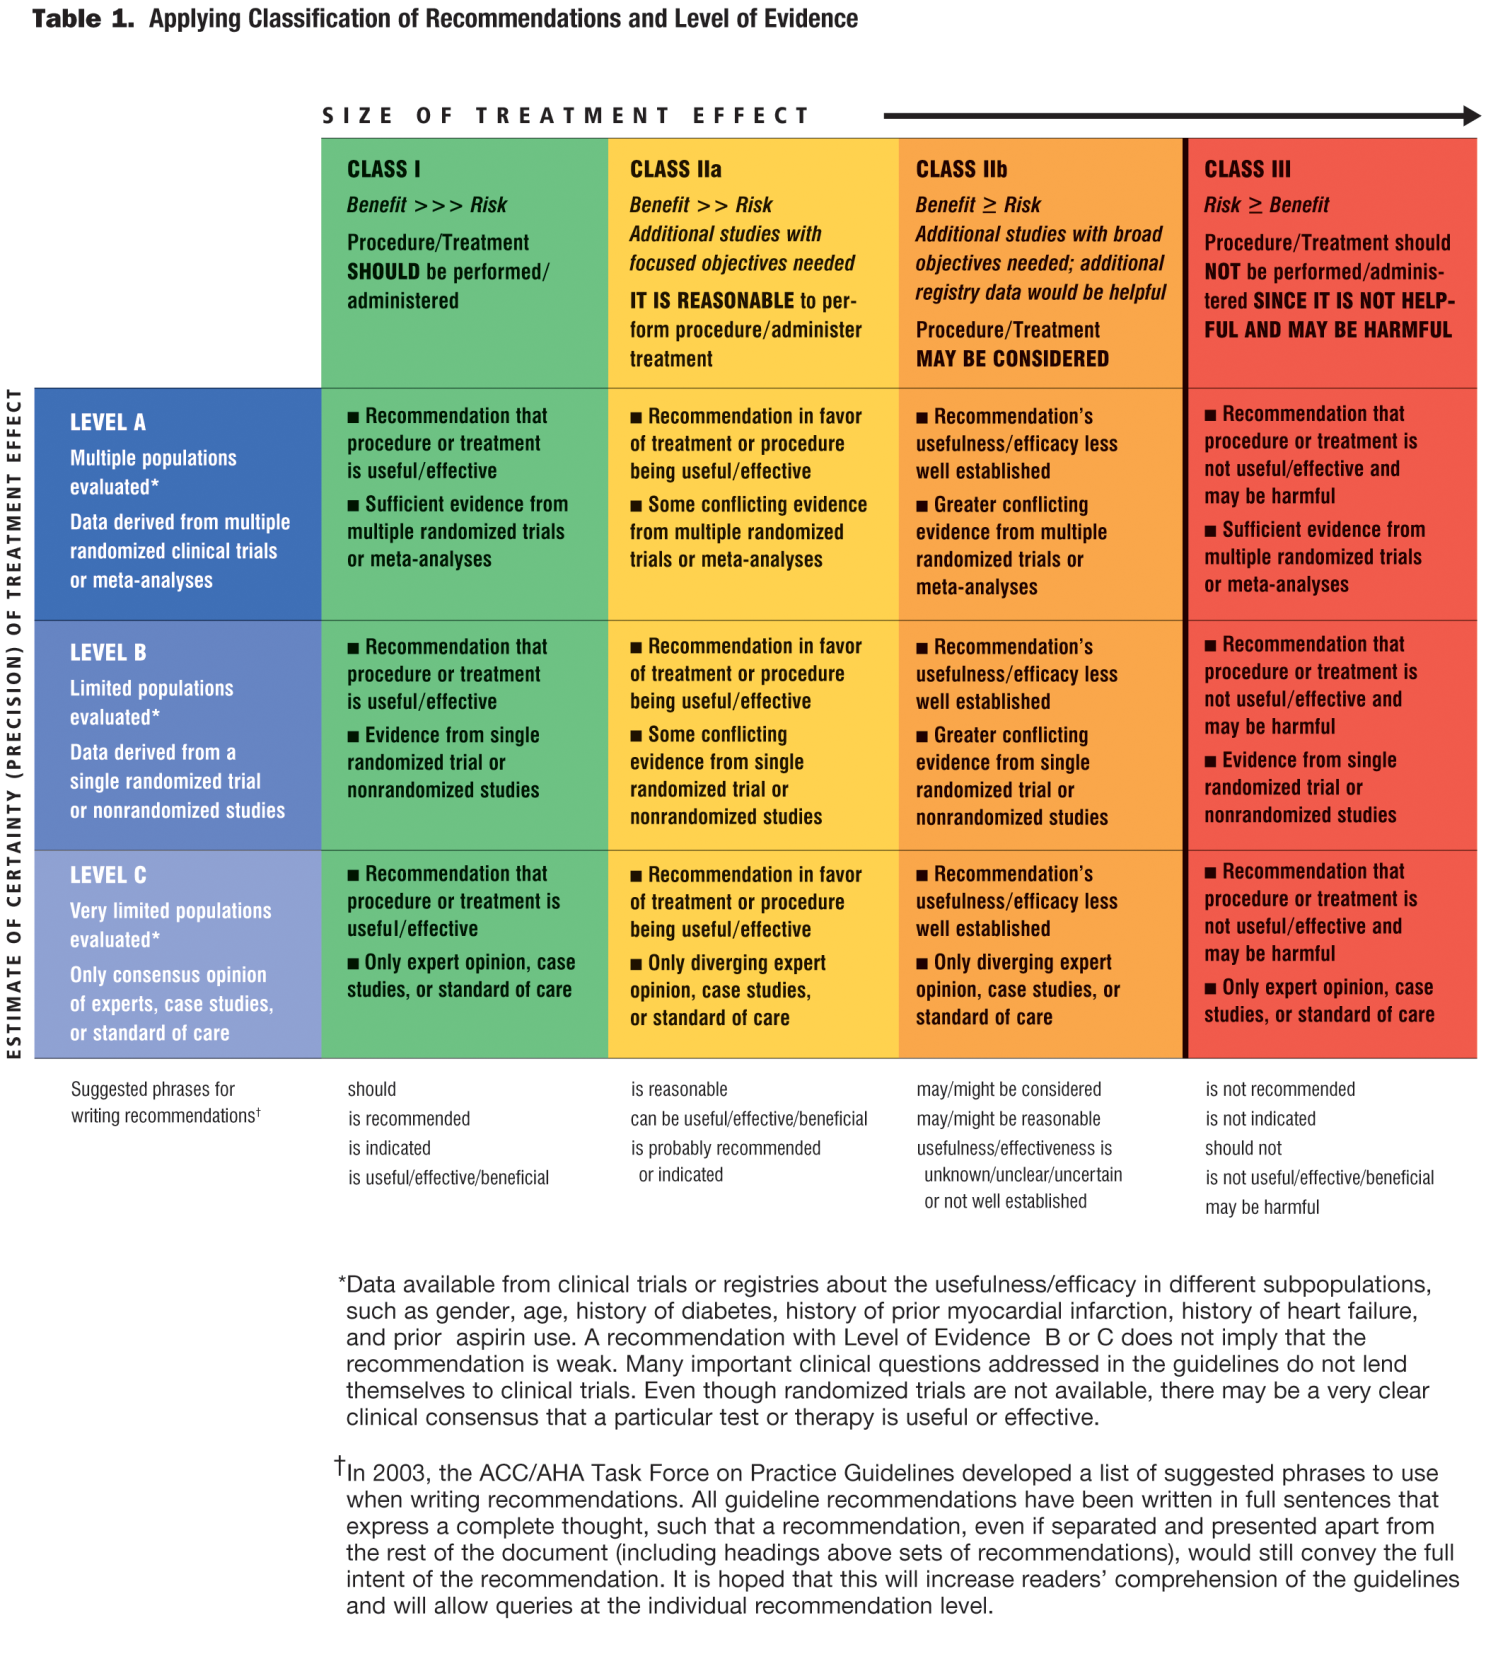 Table 1. Applying Classification of Recommendations and Level of Evidence
SIZE OF TREATMENT EFFECT
CLASS I
Benefit >>> Risk
Procedure/Treatment
SHOULD be performed/
administered
CLASS IIa
Benefit >> Risk
Additional studies with
focused objectives needed
IT IS REASONABLE to per-
form procedure/administer
treatment
CLASS IIb
Benefit ≥ Risk
Additional studies with broad
objectives needed; additional
registry data would be helpful
Procedure/Treatment
MAY BE CONSIDERED
CLASS III
Risk ≥ Benefit
Procedure/Treatment should
NOT be performed/adminis-
tered SINCE IT IS NOT HELP-
FUL AND MAY BE HARMFUL
ESTIMATE OF CERTAINTY (PRECISION) OF TREATMENT EFFECT
LEVEL A
Multiple populations
evaluated*
Data derived from multiple
randomized clinical trials
or meta-analyses
■ Recommendation that
procedure or treatment
is useful/effective
■ Sufficient evidence from
multiple randomized trials
or meta-analyses
■ Recommendation in favor
of treatment or procedure
being useful/effective
■ Some conflicting evidence
from multiple randomized
trials or meta-analyses
■ Recommendation's
usefulness/efficacy less
well established
■ Greater conflicting
evidence from multiple
randomized trials or
meta-analyses
■ Recommendation that
procedure or treatment is
not useful/effective and
may be harmful
■ Sufficient evidence from
multiple randomized trials
or meta-analyses
LEVEL B
Limited populations
evaluated*
Data derived from a
single randomized trial
or nonrandomized studies
■ Recommendation that
procedure or treatment
is useful/effective
■ Evidence from single
randomized trial or
nonrandomized studies
■ Recommendation in favor
of treatment or procedure
being useful/effective
■ Some conflicting
evidence from single
randomized trial or
nonrandomized studies
■ Recommendation's
usefulness/efficacy less
well established
■ Greater conflicting
evidence from single
randomized trial or
nonrandomized studies
■ Recommendation that
procedure or treatment is
not useful/effective and
may be harmful
■ Evidence from single
randomized trial or
nonrandomized studies
LEVEL C
Very limited populations
evaluated*
Only consensus opinion
of experts, case studies,
or standard of care
■ Recommendation that
procedure or treatment is
useful/effective
■ Only expert opinion, case
studies, or standard of care
■ Recommendation in favor
of treatment or procedure
being useful/effective
■ Only diverging expert
opinion, case studies,
or standard of care
■ Recommendation's
usefulness/efficacy less
well established
■ Only diverging expert
opinion, case studies, or
standard of care
■ Recommendation that
procedure or treatment is
not useful/effective and
may be harmful
■ Only expert opinion, case
studies, or standard of care
Suggested phrases for
writing recommendations†
should
is recommended
is indicated
is useful/effective/beneficial
is reasonable
can be useful/effective/beneficial
is probably recommended
or indicated
may/might be considered
may/might be reasonable
usefulness/effectiveness is
unknown/unclear/uncertain
or not well established
is not recommended
is not indicated
should not
is not useful/effective/beneficial
may be harmful
*Data available from clinical trials or registries about the usefulness/efficacy in different subpopulations,
such as gender, age, history of diabetes, history of prior myocardial infarction, history of heart failure,
and prior aspirin use. A recommendation with Level of Evidence B or C does not imply that the
recommendation is weak. Many important clinical questions addressed in the guidelines do not lend
themselves to clinical trials. Even though randomized trials are not available, there may be a very clear
clinical consensus that a particular test or therapy is useful or effective.
†In 2003, the ACC/AHA Task Force on Practice Guidelines developed a list of suggested phrases to use
when writing recommendations. All guideline recommendations have been written in full sentences that
express a complete thought, such that a recommendation, even if separated and presented apart from
the rest of the document (including headings above sets of recommendations), would still convey the full
intent of the recommendation. It is hoped that this will increase readers' comprehension of the guidelines
and will allow queries at the individual recommendation level.